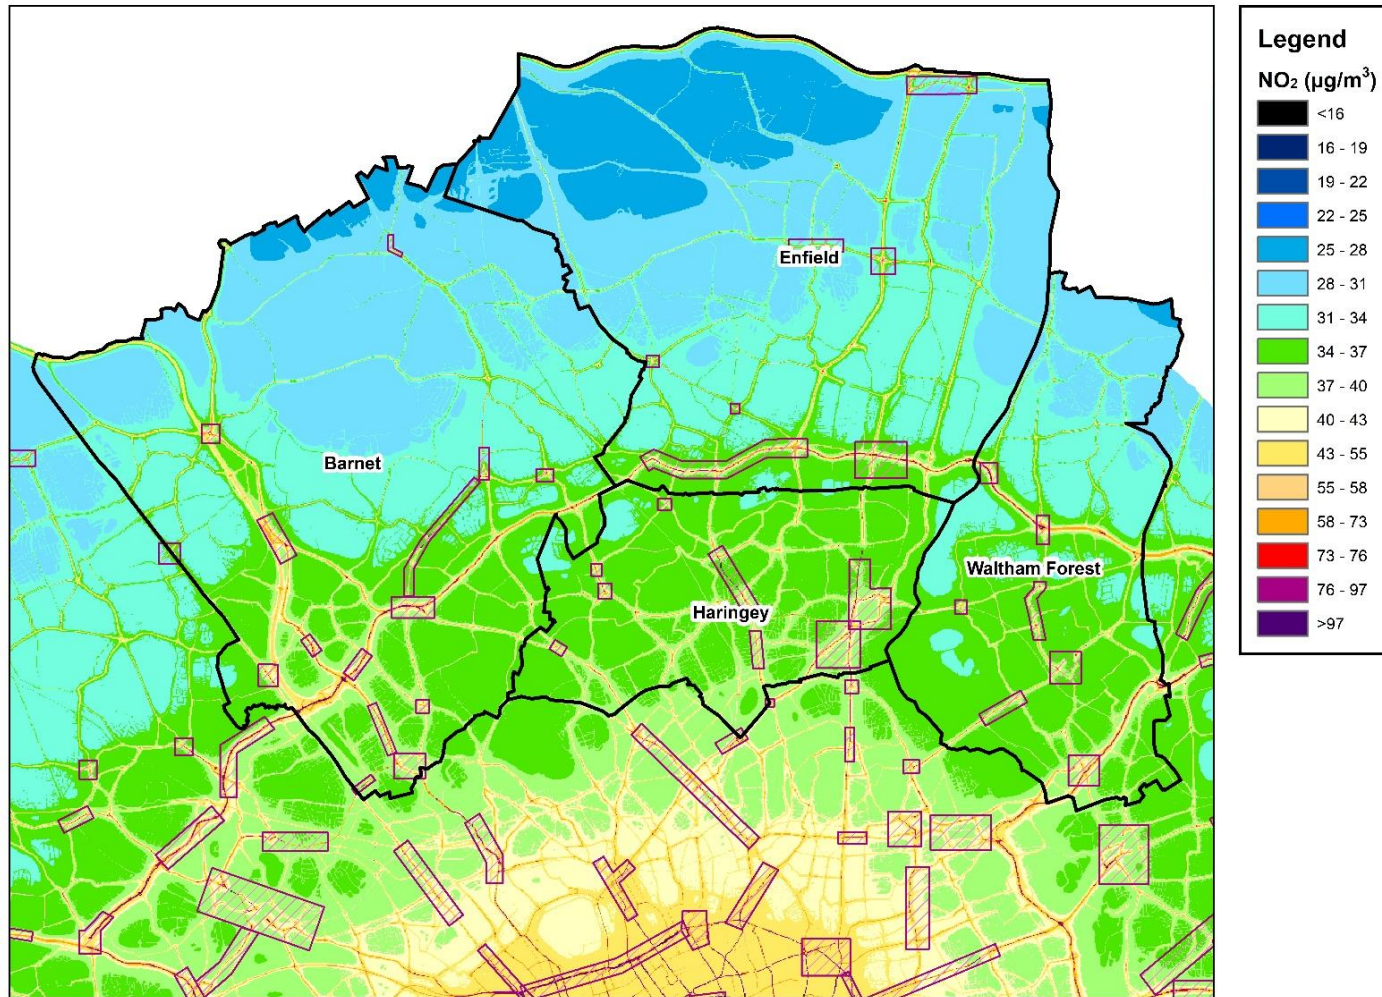 Legend
NO₂ (µg/m³)
<16
16 - 19
19 - 22
22 - 25
25 - 28
28 - 31
31 - 34
34 - 37
37 - 40
40 - 43
43 - 55
55 - 58
58 - 73
73 - 76
76 - 97
>97
Enfield
Barnet
Waltham Forest
Haringey